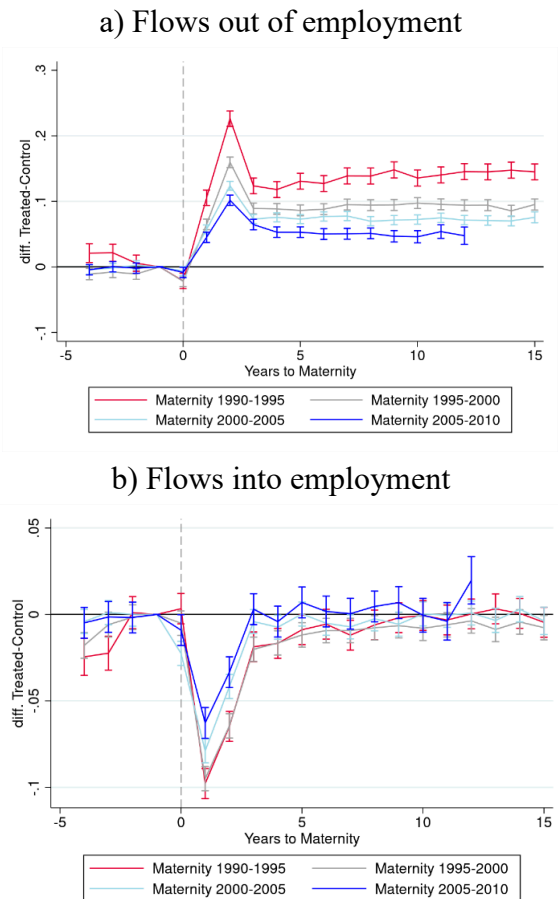 a) Flows out of employment
.3
.2
.1
0
-.1
diff. Treated-Control
-5 0 5 10 15
Years to Maternity
Maternity 1990-1995 Maternity 1995-2000
Maternity 2000-2005 Maternity 2005-2010
b) Flows into employment
.05
0
-.05
-.1
diff. Treated-Control
-5 0 5 10 15
Years to Maternity
Maternity 1990-1995 Maternity 1995-2000
Maternity 2000-2005 Maternity 2005-2010